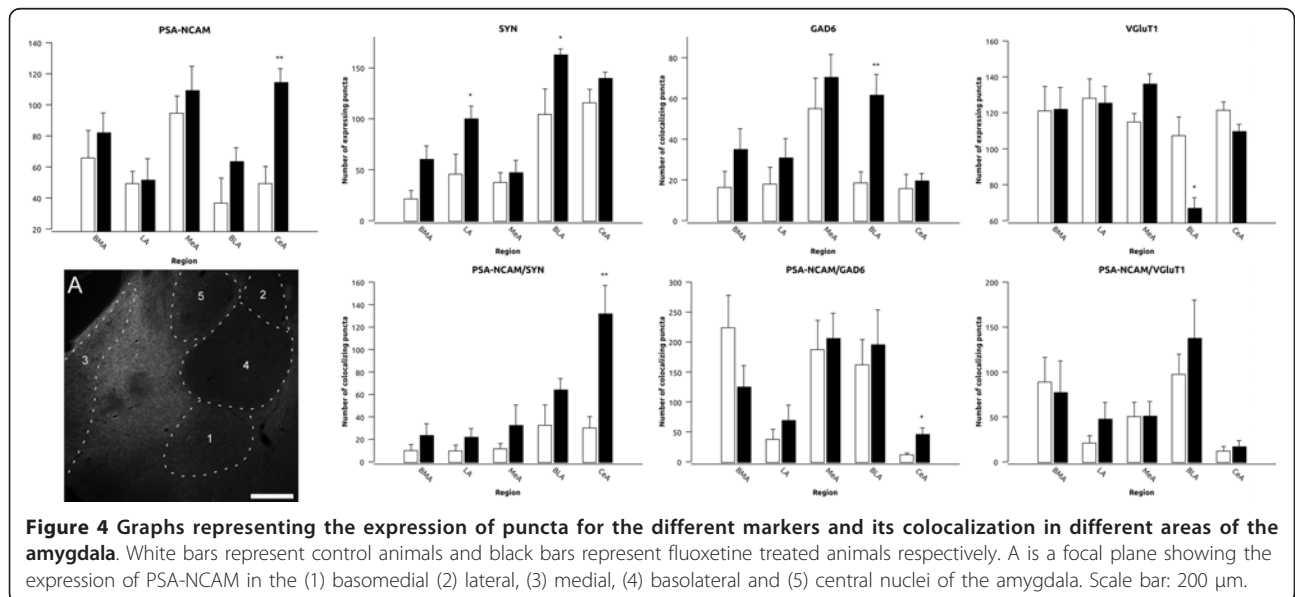 PSA-NCAM
140
120
100
80
60
40
20
**
BMA
LA
MeA
BLA
CeA
Region
SYN
Number of expressing puncta
150
100
50
0
*
*
BMA
LA
MeA
BLA
CeA
Region
GAD6
Number of colocalizing puncta
80
60
40
20
0
**
BMA
LA
MeA
BLA
CeA
Region
VGluT1
Number of expressing puncta
160
140
120
100
80
60
*
BMA
LA
MeA
BLA
CeA
Region
A
5
2
3
4
1
PSA-NCAM/SYN
Number of colocalizing puncta
160
140
120
100
80
60
40
20
0
**
BMA
LA
MeA
BLA
CeA
Region
PSA-NCAM/GAD6
Number of colocalizing puncta
300
250
200
150
100
50
0
*
BMA
LA
MeA
BLA
CeA
Region
PSA-NCAM/VGluT1
Number of colocalizing puncta
200
150
100
50
0
BMA
LA
MeA
BLA
CeA
Region
Figure 4 Graphs representing the expression of puncta for the different markers and its colocalization in different areas of the
amygdala. White bars represent control animals and black bars represent fluoxetine treated animals respectively. A is a focal plane showing the
expression of PSA-NCAM in the (1) basomedial (2) lateral, (3) medial, (4) basolateral and (5) central nuclei of the amygdala. Scale bar: 200 μm.